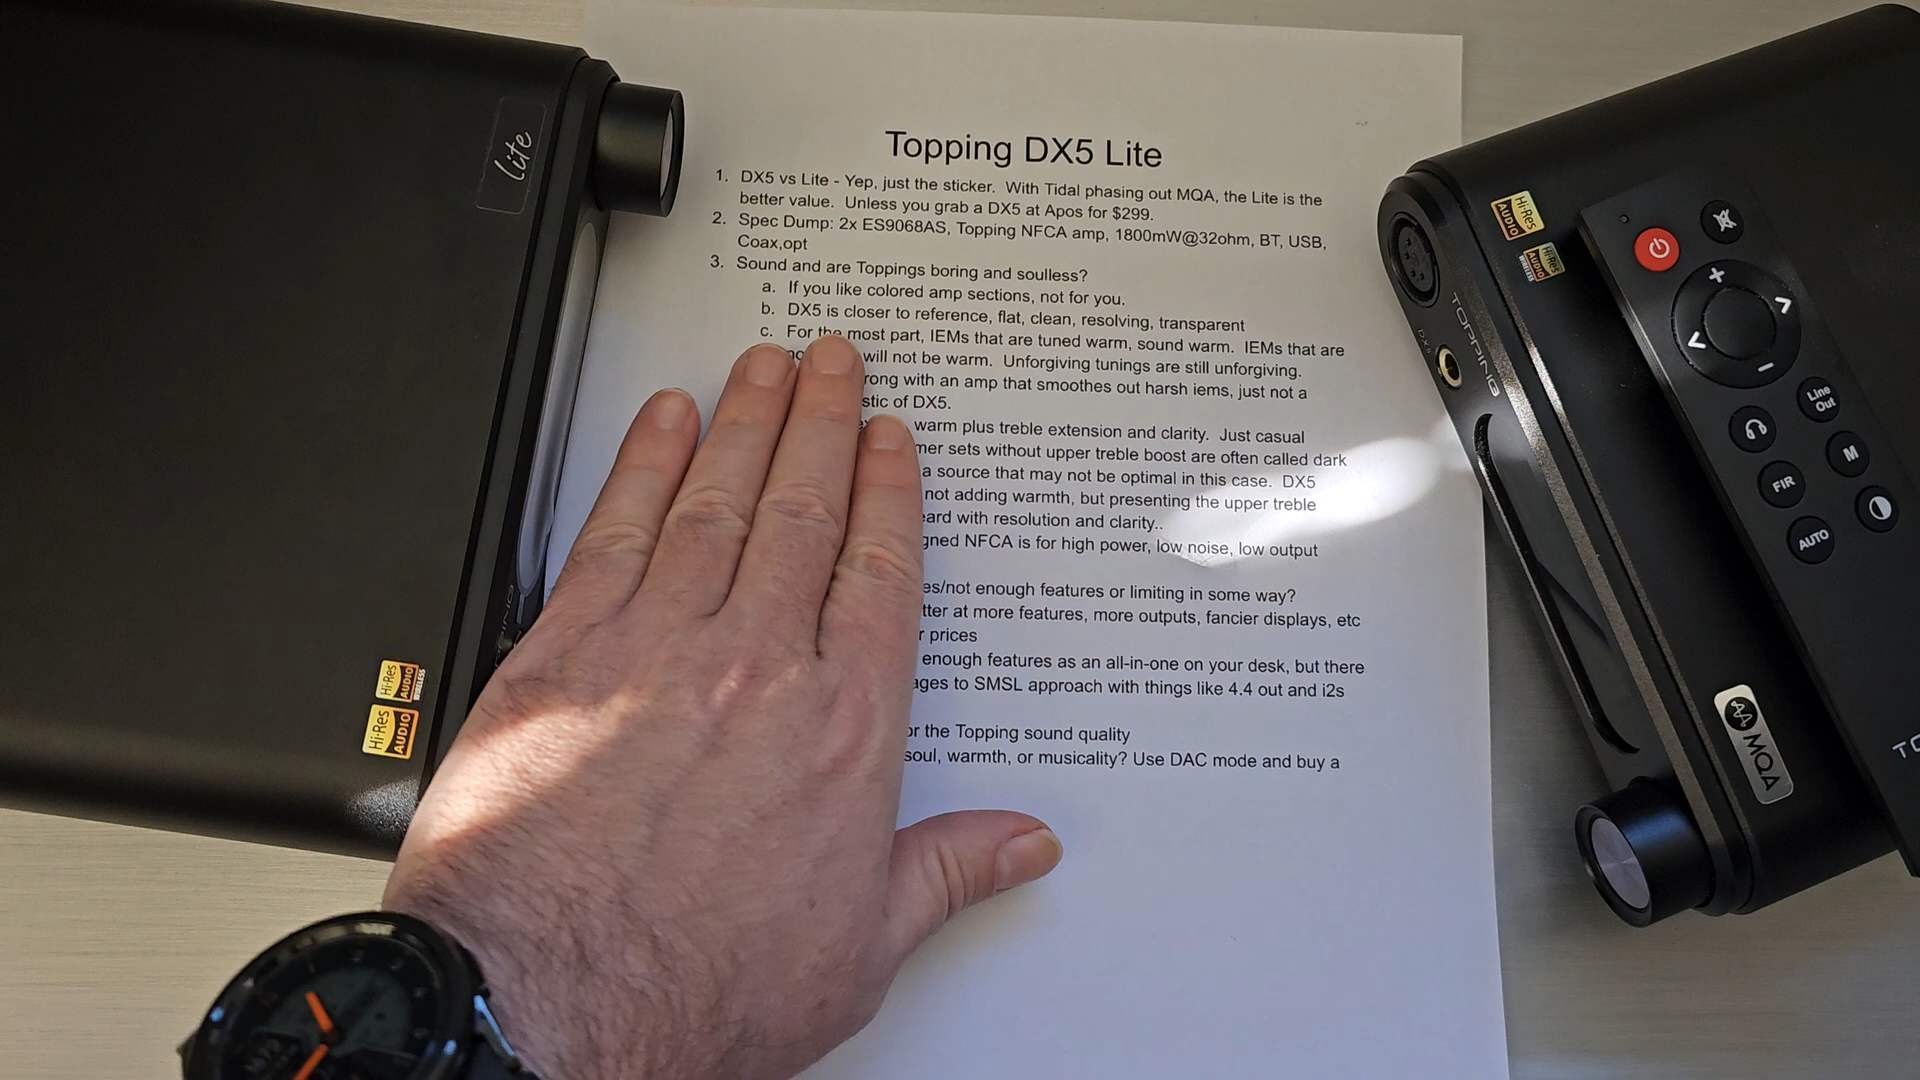 Lite
Topping DX5 Lite
1. DX5 vs Lite - Yep, just the sticker. With Tidal phasing out MQA, the Lite is the
better value. Unless you grab a DX5 at Apos for $299.
2. Spec Dump: 2x ES9068AS, Topping NFCA amp, 1800mW@32ohm, BT, USB,
Coax,opt
3. Sound and are Toppings boring and soulless?
a. If you like colored amp sections, not for you.
b. DX5 is closer to reference, flat, clean, resolving, transparent
c. For the most part, IEMs that are tuned warm, sound warm. IEMs that are
will not be warm. Unforgiving tunings are still unforgiving.
with an amp that smoothes out harsh iems, just not a
of DX5.
warm plus treble extension and clarity. Just casual
sets without upper treble boost are often called dark
a source that may not be optimal in this case. DX5
not adding warmth, but presenting the upper treble
with resolution and clarity..
NFCA is for high power, low noise, low output
es/not enough features or limiting in some way?
at more features, more outputs, fancier displays, etc
prices
enough features as an all-in-one on your desk, but there
to SMSL approach with things like 4.4 out and i2s
the Topping sound quality
soul, warmth, or musicality? Use DAC mode and buy a
Hi-Res
AUDIO
WIRELESS
Hi-Res
AUDIO
Hi-Res
AUDIO
Hi-Res
AUDIO
WIRELESS
TOPPING
DX5
MQA
Line
Out
M
FIR
AUTO